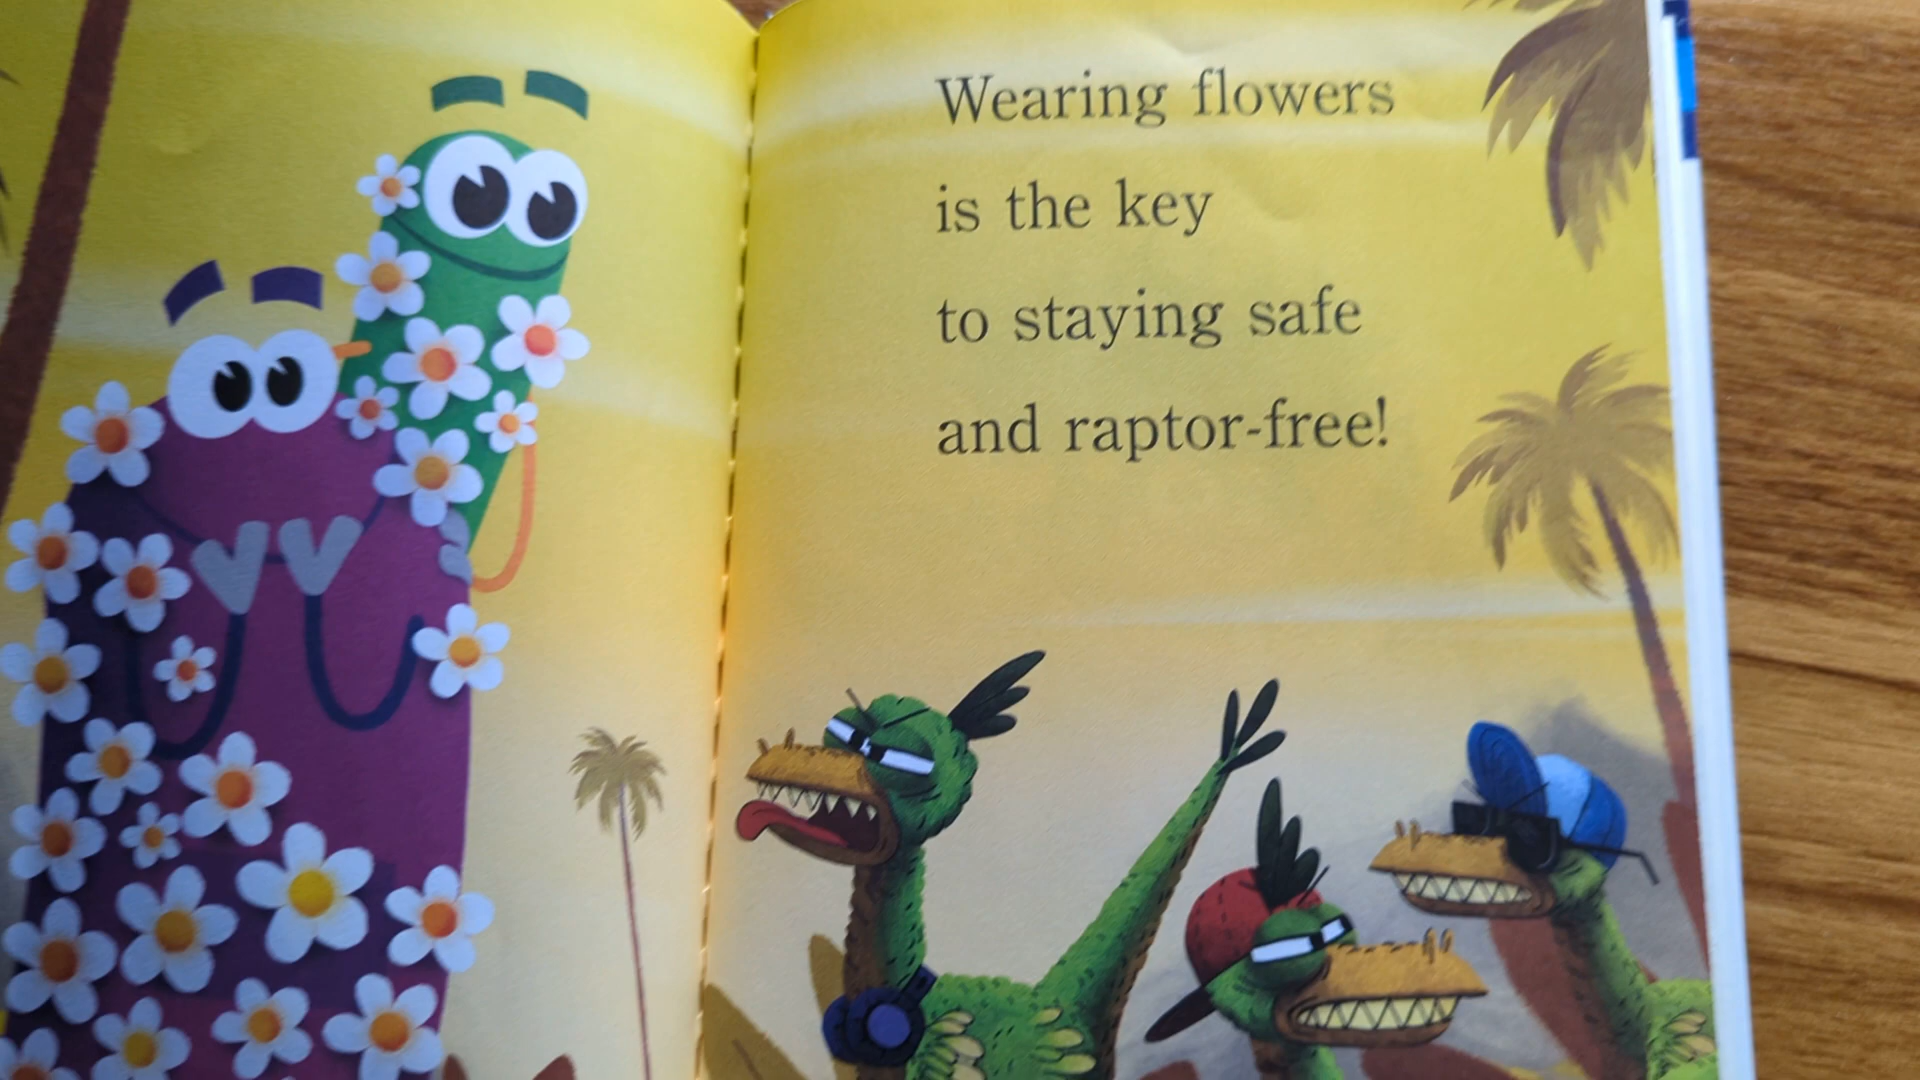 Wearing flowers
is the key
to staying safe
and raptor-free!